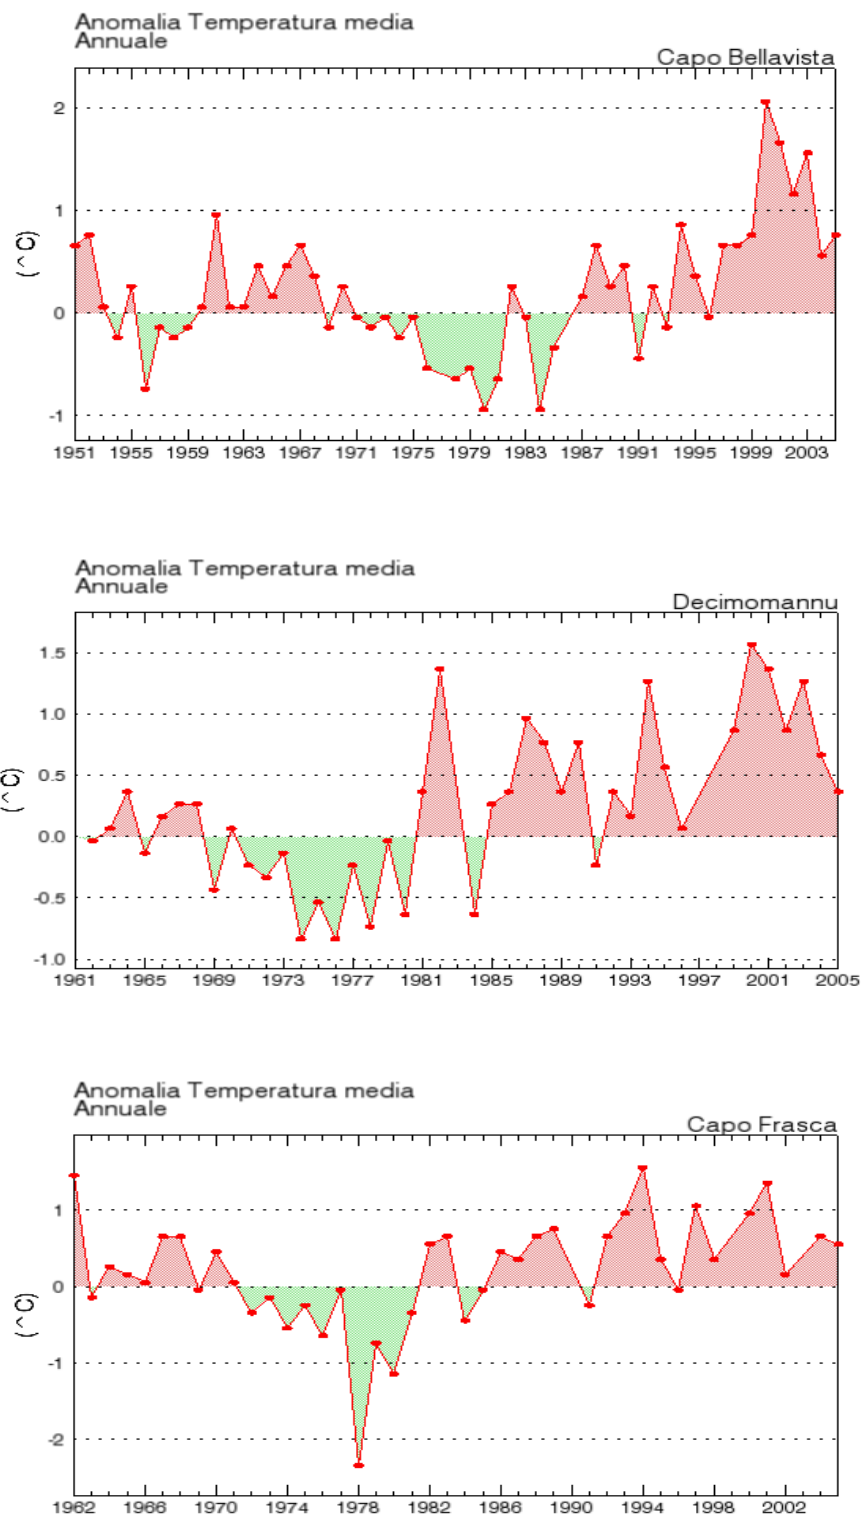 Anomalia Temperatura media
Annuale
Capo Bellavista
2
1
0
-1
(^C)
1951 1955 1959 1963 1967 1971 1975 1979 1983 1987 1991 1995 1999 2003
Anomalia Temperatura media
Annuale
Decimomannu
1.5
1.0
0.5
0.0
-0.5
-1.0
(^C)
1961 1965 1969 1973 1977 1981 1985 1989 1993 1997 2001 2005
Anomalia Temperatura media
Annuale
Capo Frasca
1
0
-1
-2
(^C)
1962 1966 1970 1974 1978 1982 1986 1990 1994 1998 2002